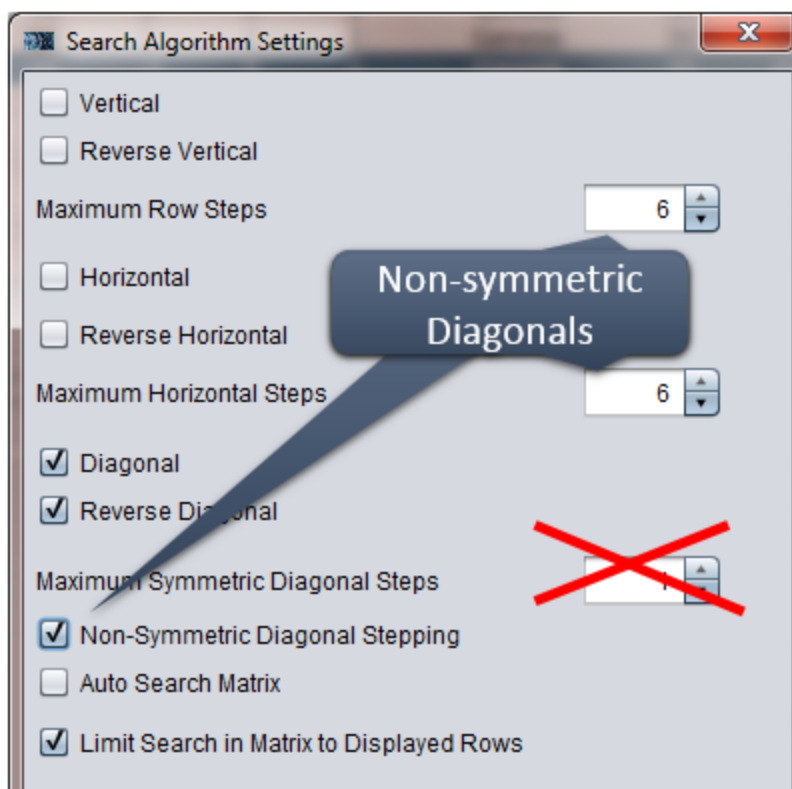 Search Algorithm Settings
Vertical
Reverse Vertical
Maximum Row Steps 6
Horizontal
Non-symmetric
Diagonals
Reverse Horizontal
Maximum Horizontal Steps 6
Diagonal
Reverse Diagonal
Maximum Symmetric Diagonal Steps
Non-Symmetric Diagonal Stepping
Auto Search Matrix
Limit Search in Matrix to Displayed Rows